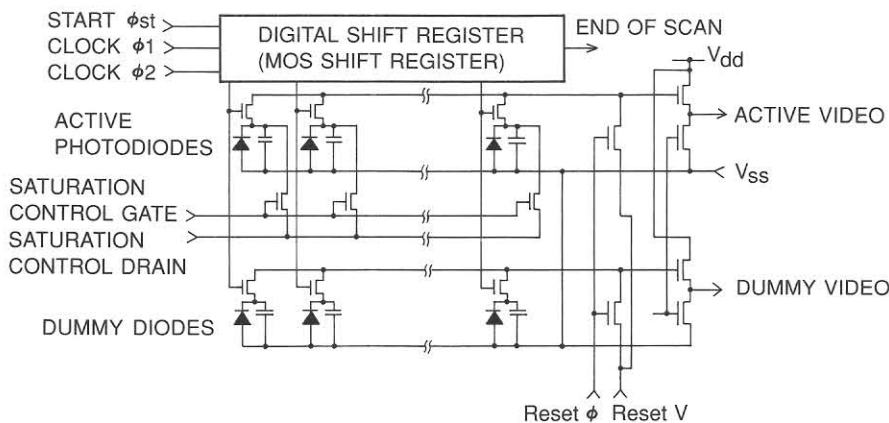 START ϕst
CLOCK ϕ1
CLOCK ϕ2
DIGITAL SHIFT REGISTER
(MOS SHIFT REGISTER)
END OF SCAN
Vdd
ACTIVE
PHOTODIODES
ACTIVE VIDEO
Vss
SATURATION
CONTROL GATE
SATURATION
CONTROL DRAIN
DUMMY VIDEO
DUMMY DIODES
Reset ϕ
Reset V